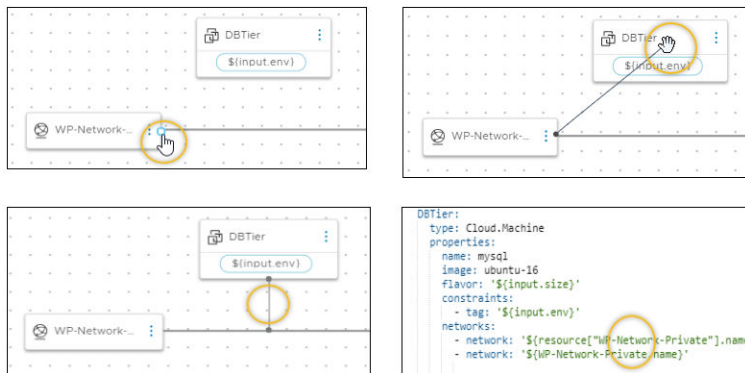 DBTier
${input.env}
WP-Network-...
DBTier
${input.env}
WP-Network-...
DBTier
${input.env}
WP-Network-...
DBTier:
type: Cloud.Machine
properties:
name: mysql
image: ubuntu-16
flavor: '${input.size}'
constraints:
- tag: '${input.env}'
networks:
- network: '${resource["WP-Network-Private"].name
- network: '${WP-Network-Private.name}'